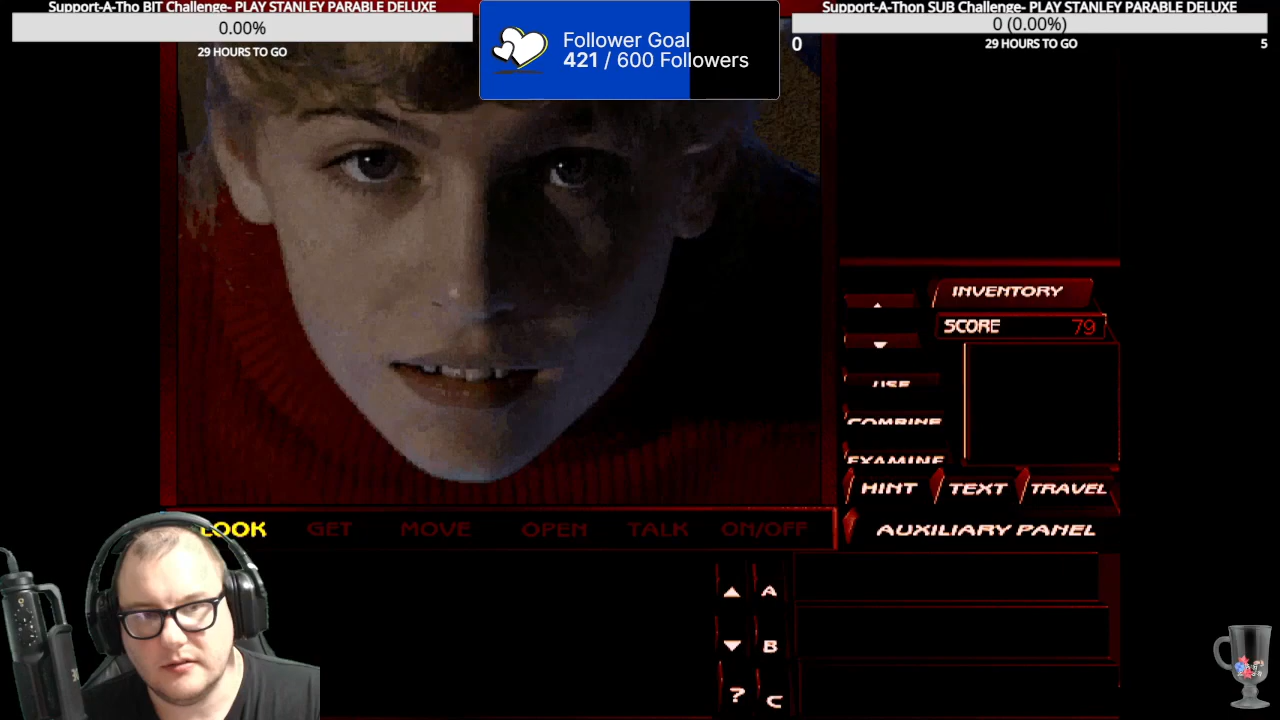 Support-A-Tho BIT Challenge- PLAY STANLEY PARABLE DELUXE
0.00%
29 HOURS TO GO
Follower Goal
421 / 600 Followers
Support-A-Thon SUB Challenge- PLAY STANLEY PARABLE DELUXE
0 (0.00%)
0
29 HOURS TO GO
5
INVENTORY
SCORE 79
USE
COMBINE
EXAMINE
HINT TEXT TRAVEL
LOOK GET MOVE OPEN TALK ON/OFF
AUXILIARY PANEL
A
B
? C